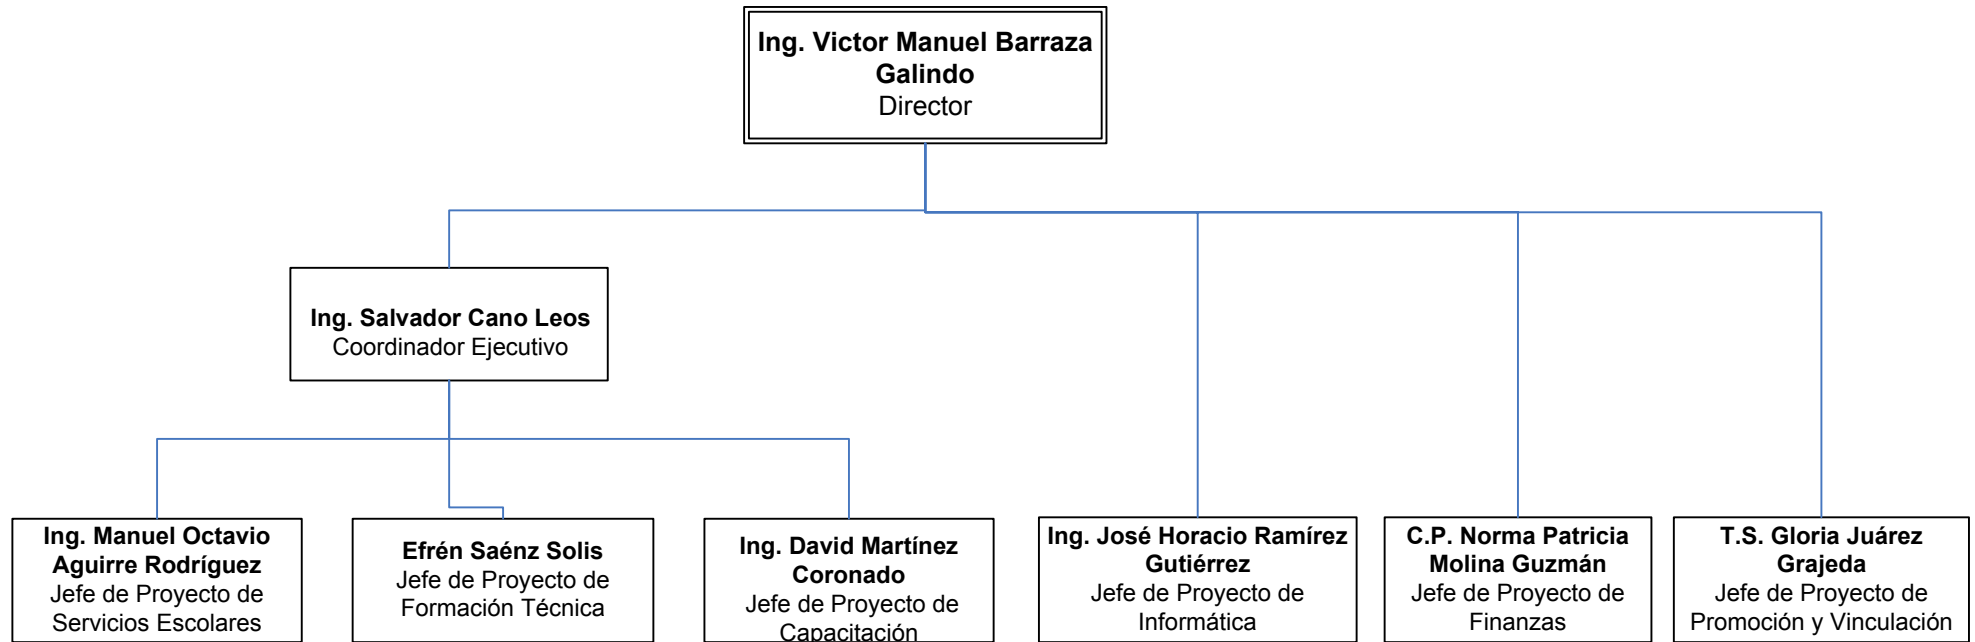 Ing. Victor Manuel Barraza
Galindo
Director
Ing. Salvador Cano Leos
Coordinador Ejecutivo
Ing. Manuel Octavio
Aguirre Rodríguez
Jefe de Proyecto de
Servicios Escolares
Efrén Saénz Solis
Jefe de Proyecto de
Formación Técnica
Ing. David Martínez
Coronado
Jefe de Proyecto de
Capacitación
Ing. José Horacio Ramírez
Gutiérrez
Jefe de Proyecto de
Informática
C.P. Norma Patricia
Molina Guzmán
Jefe de Proyecto de
Finanzas
T.S. Gloria Juárez
Grajeda
Jefe de Proyecto de
Promoción y Vinculación